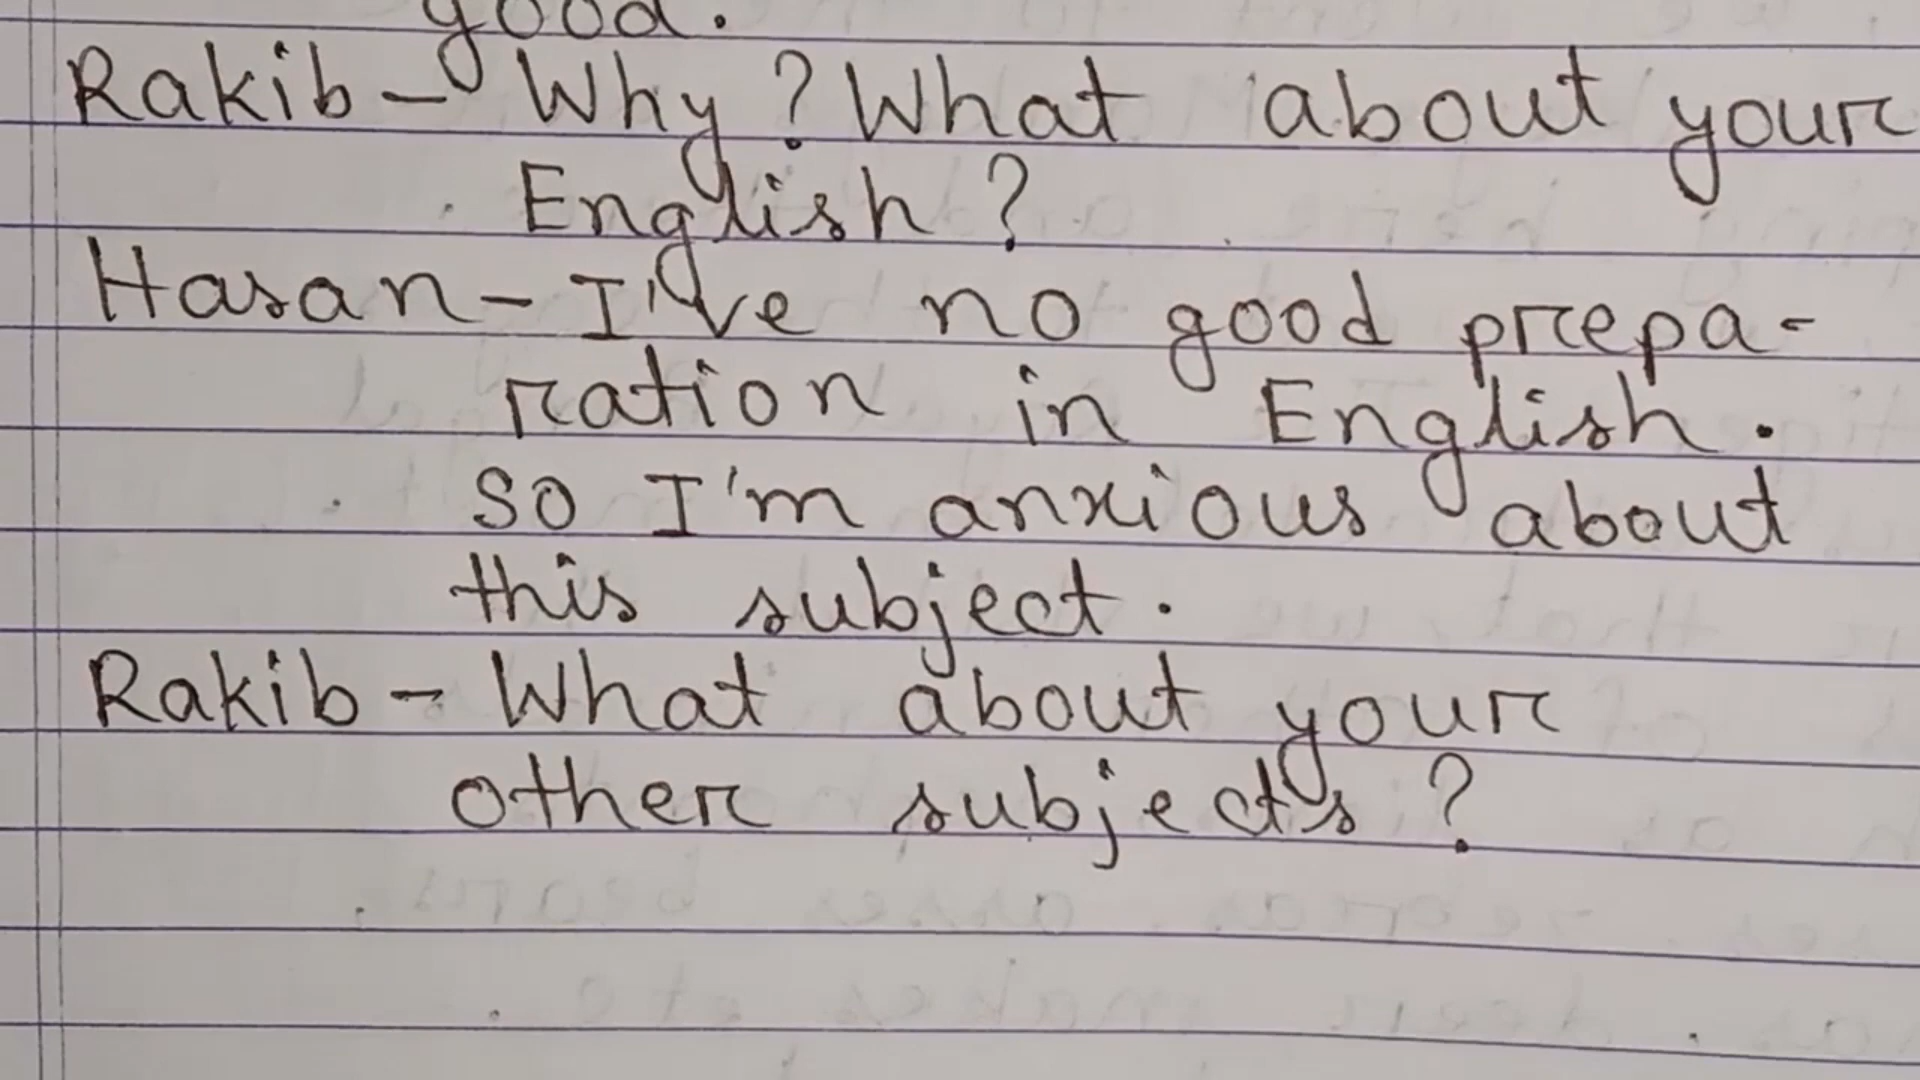 good.
Rakib- Why? What about your
English?
Hasan- I've no good prepa-
ration in English.
so I'm anxious about
this subject.
Rakib- What about your
other subjects?